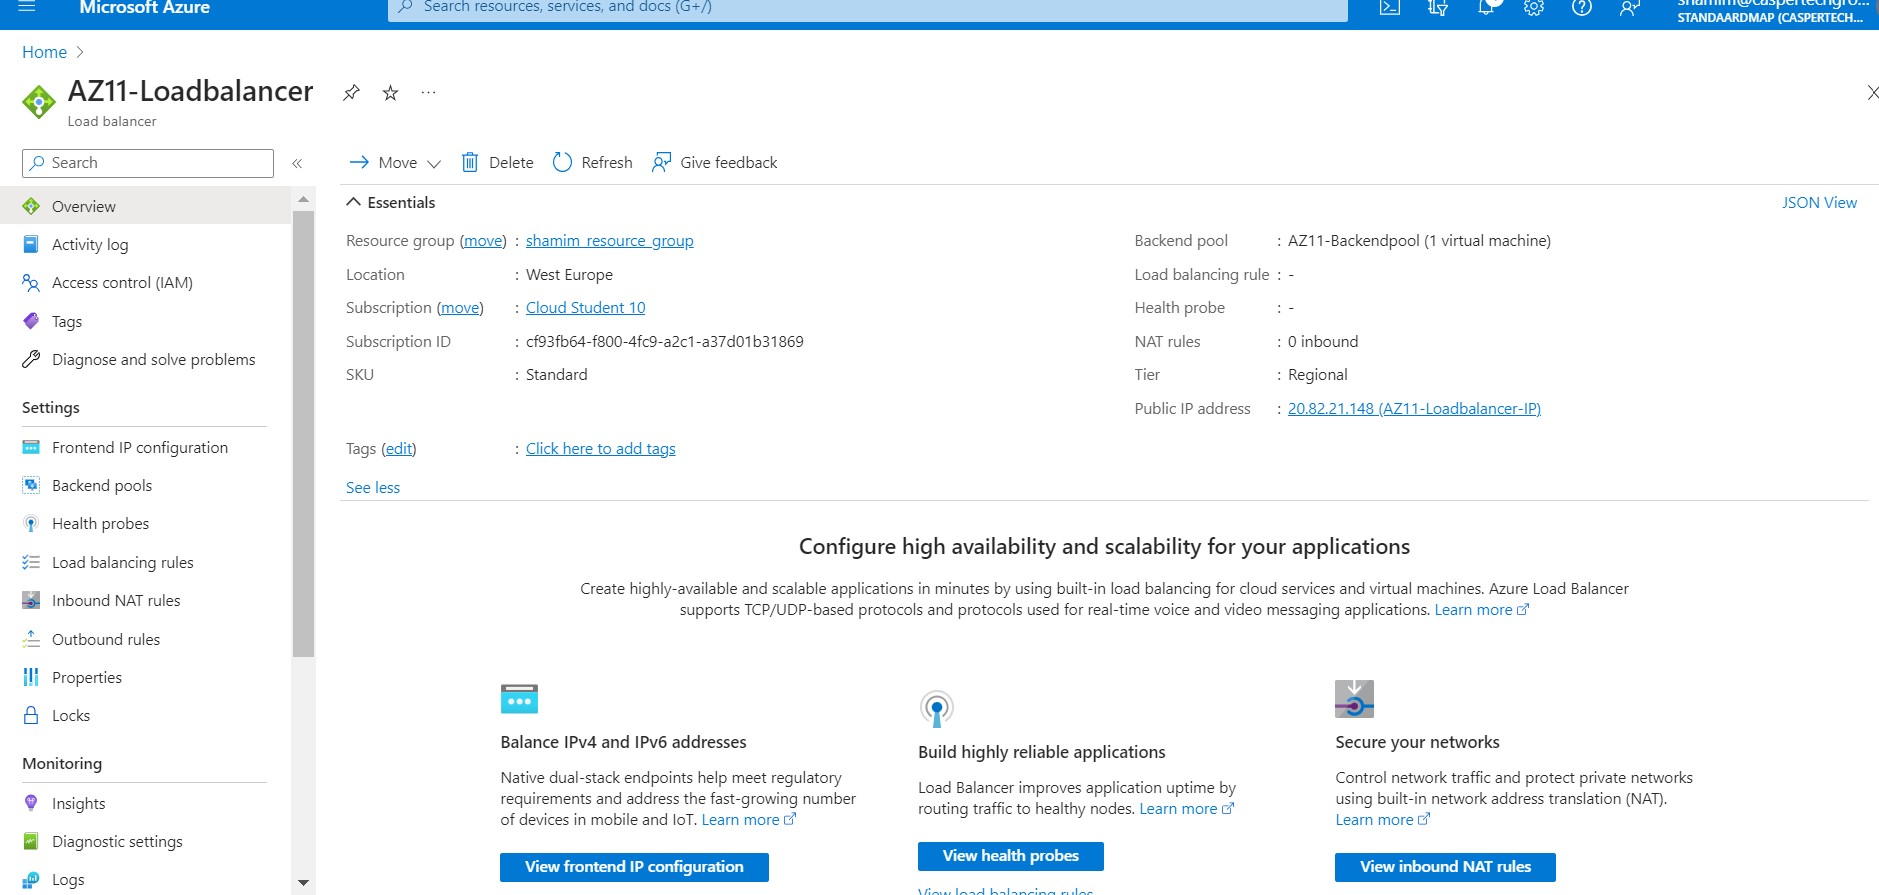 Microsoft Azure
Search resources, services, and docs (G+/)
shamim@caspertechgro...
STANDAARDMAP (CASPERTECH...
Home >
AZ11-Loadbalancer
Load balancer
Search
Move
Delete
Refresh
Give feedback
Overview
Activity log
Access control (IAM)
Tags
Diagnose and solve problems
Settings
Frontend IP configuration
Backend pools
Health probes
Load balancing rules
Inbound NAT rules
Outbound rules
Properties
Locks
Monitoring
Insights
Diagnostic settings
Logs
Essentials
JSON View
Resource group (move) : shamim_resource_group
Location : West Europe
Subscription (move) : Cloud Student 10
Subscription ID : cf93fb64-f800-4fc9-a2c1-a37d01b31869
SKU : Standard
Backend pool : AZ11-Backendpool (1 virtual machine)
Load balancing rule : -
Health probe : -
NAT rules : 0 inbound
Tier : Regional
Public IP address : 20.82.21.148 (AZ11-Loadbalancer-IP)
Tags (edit) : Click here to add tags
See less
Configure high availability and scalability for your applications
Create highly-available and scalable applications in minutes by using built-in load balancing for cloud services and virtual machines. Azure Load Balancer
supports TCP/UDP-based protocols and protocols used for real-time voice and video messaging applications. Learn more
Balance IPv4 and IPv6 addresses
Native dual-stack endpoints help meet regulatory
requirements and address the fast-growing number
of devices in mobile and IoT. Learn more
View frontend IP configuration
Build highly reliable applications
Load Balancer improves application uptime by
routing traffic to healthy nodes. Learn more
View health probes
View load balancing rules
Secure your networks
Control network traffic and protect private networks
using built-in network address translation (NAT).
Learn more
View inbound NAT rules